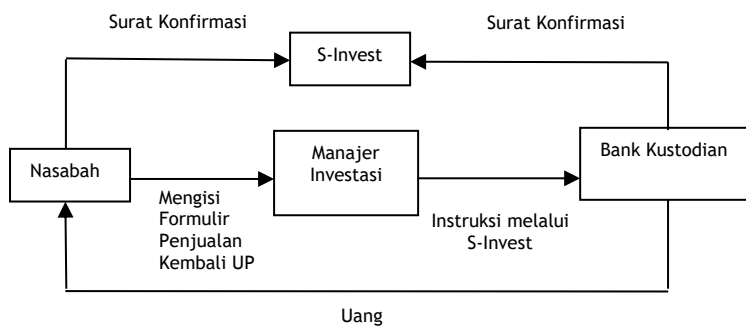 Surat Konfirmasi
Surat Konfirmasi
S-Invest
Nasabah
Manajer
Investasi
Bank Kustodian
Mengisi
Formulir
Penjualan
Kembali UP
Instruksi melalui
S-Invest
Uang